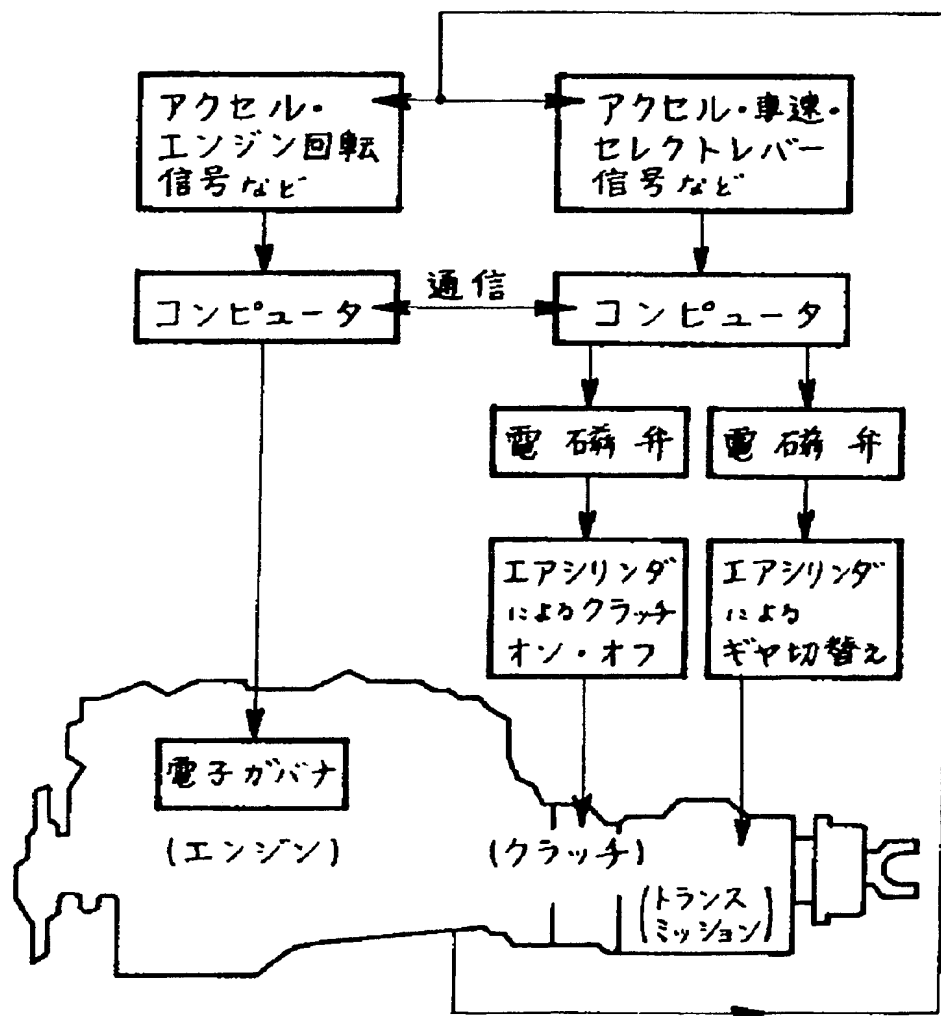 アクセル・
エンジン回転
信号など
アクセル・車速・
セレクトレバー
信号など
コンピュータ
通信
コンピュータ
電磁弁
電磁弁
エアシリンダ
によるクラッチ
オン・オフ
エアシリンダ
による
ギヤ切替え
電子ガバナ
(エンジン)
(クラッチ)
(トランス
ミッション)